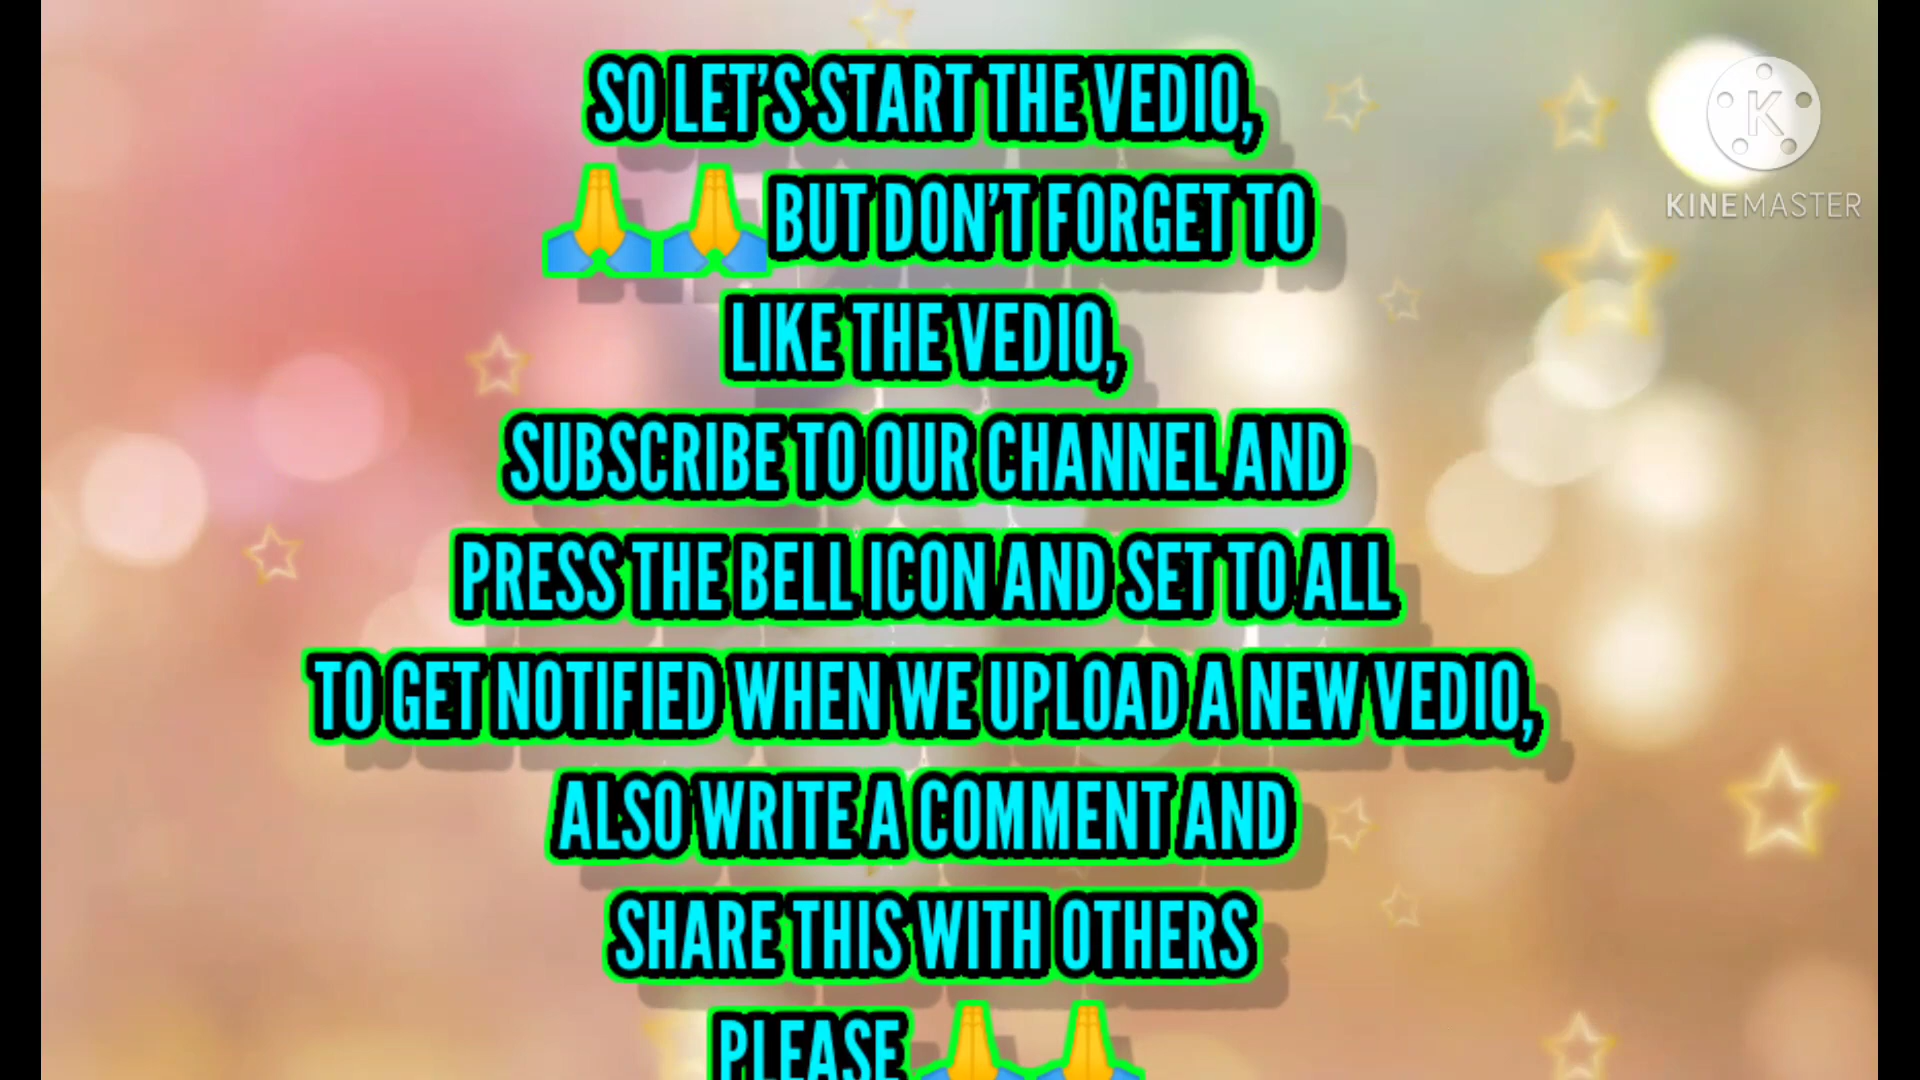 SO LET'S START THE VEDIO,
🙏🙏BUT DON'T FORGET TO
LIKE THE VEDIO,
SUBSCRIBE TO OUR CHANNEL AND
PRESS THE BELL ICON AND SET TO ALL
TO GET NOTIFIED WHEN WE UPLOAD A NEW VEDIO,
ALSO WRITE A COMMENT AND
SHARE THIS WITH OTHERS
PLEASE 🙏🙏
K
KINEMASTER